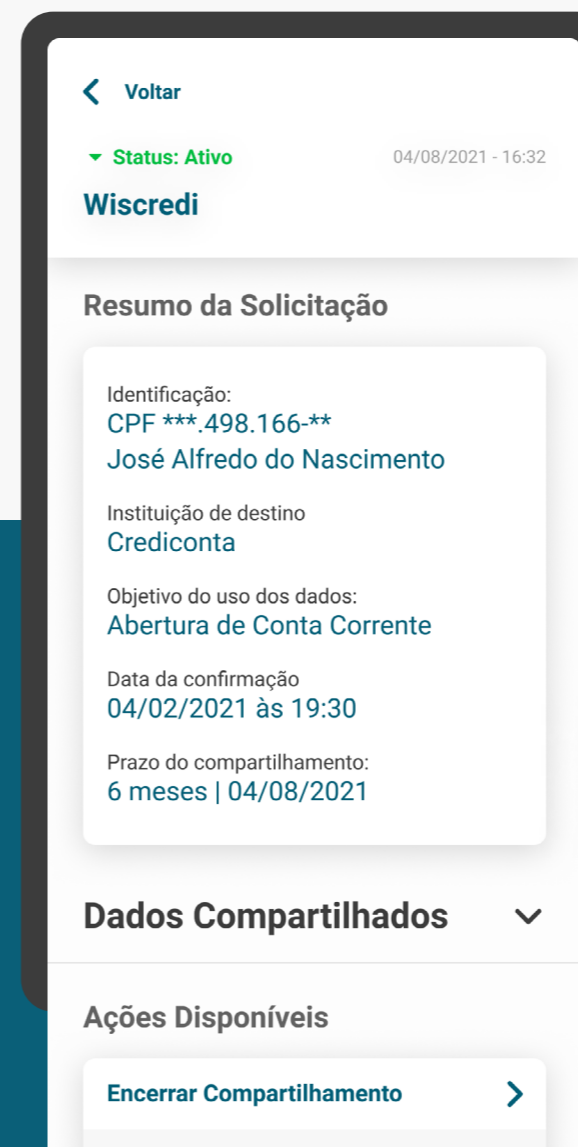 Voltar
Status: Ativo 04/08/2021 - 16:32
Wiscredi
Resumo da Solicitação
Identificação:
CPF ***.498.166-**
José Alfredo do Nascimento
Instituição de destino
Crediconta
Objetivo do uso dos dados:
Abertura de Conta Corrente
Data da confirmação
04/02/2021 às 19:30
Prazo do compartilhamento:
6 meses | 04/08/2021
Dados Compartilhados
Ações Disponíveis
Encerrar Compartilhamento